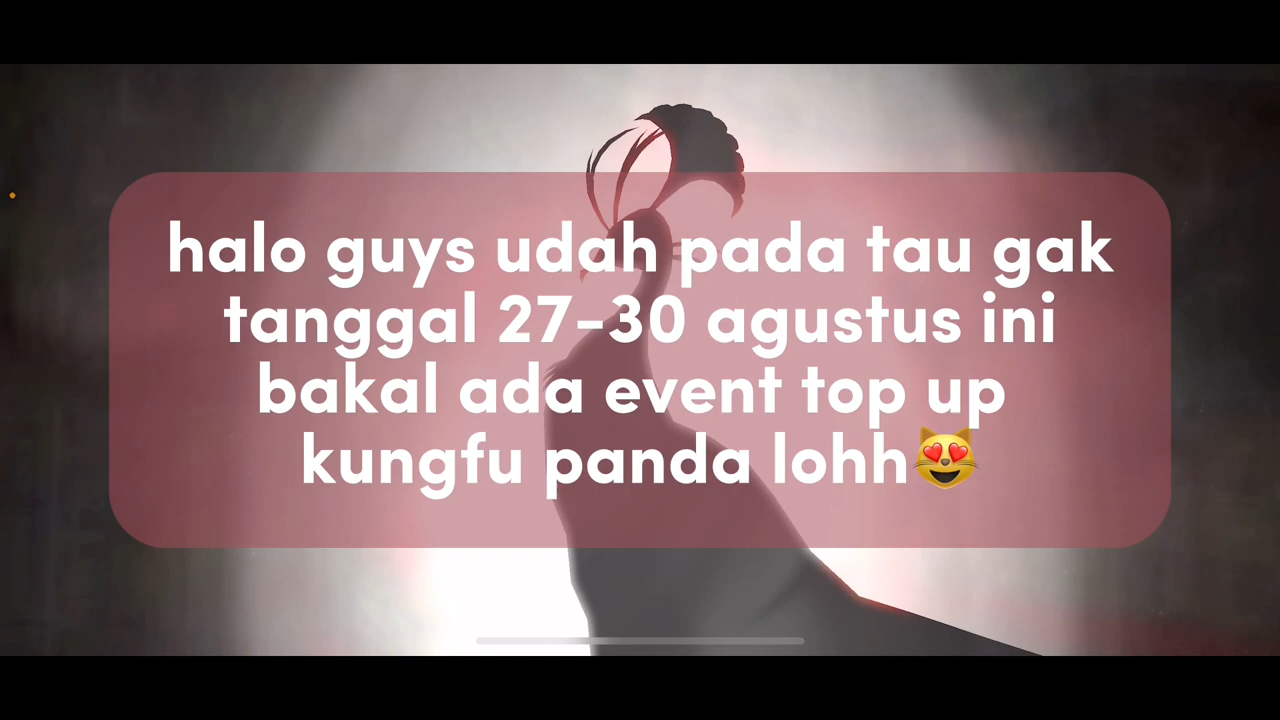 halo guys udah pada tau gak
tanggal 27-30 agustus ini
bakal ada event top up
kungfu panda lohh😻